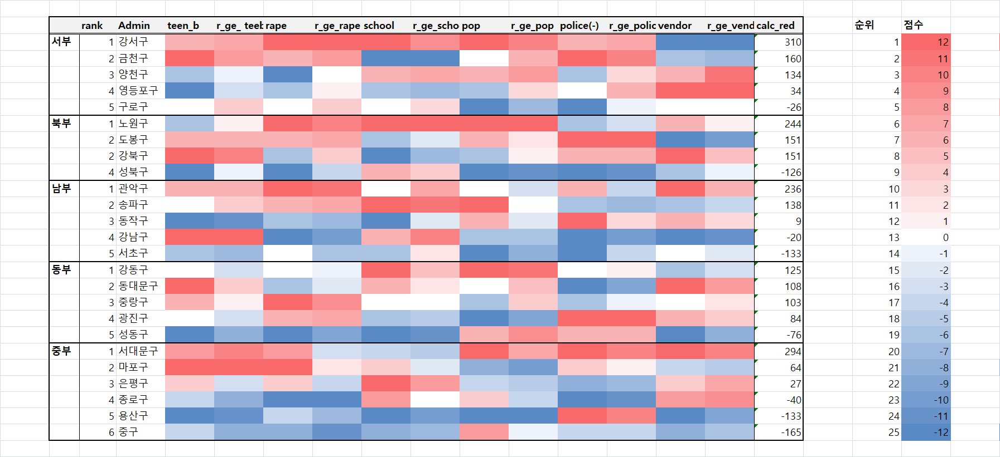 rank Admin teen_b r_ge_ teek rape r_ge_rape school r_ge_scho pop r_ge_pop police(-) r_ge_polic vendor r_ge_vend calc_red 순위 점수
서부 1 강서구 310 1 12
2 금천구 160 2 11
3 양천구 134 3 10
4 영등포구 34 4 9
5 구로구 -26 5 8
북부 1 노원구 244 6 7
2 도봉구 151 7 6
2 강북구 151 8 5
4 성북구 -126 9 4
남부 1 관악구 236 10 3
2 송파구 138 11 2
3 동작구 9 12 1
4 강남구 -20 13 0
5 서초구 -133 14 -1
동부 1 강동구 125 15 -2
2 동대문구 108 16 -3
3 중랑구 103 17 -4
4 광진구 84 18 -5
5 성동구 -76 19 -6
중부 1 서대문구 294 20 -7
2 마포구 64 21 -8
3 은평구 27 22 -9
4 종로구 -40 23 -10
5 용산구 -133 24 -11
6 중구 -165 25 -12